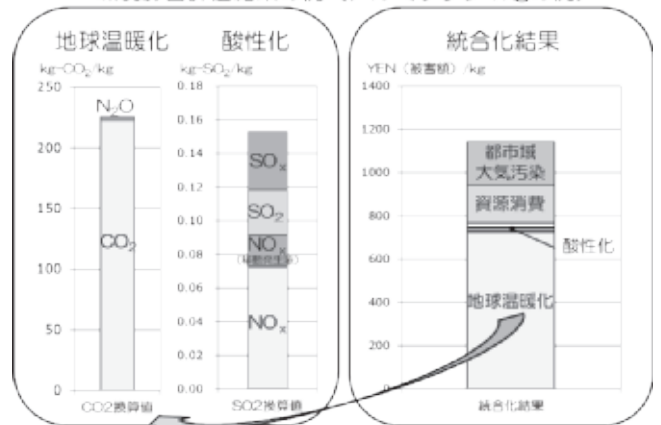 地球温暖化
酸性化
統合化結果
kg-CO₂/kg
kg-SO₂/kg
YEN（被害額）/kg
250
200
150
100
50
0
N₂O
CO₂
CO2換算値
0.18
0.16
0.14
0.12
0.10
0.08
0.06
0.04
0.02
0.00
SOₓ
SO₂
NOₓ
NOₓ
SO2換算値
1400
1200
1000
800
600
400
200
0
都市域
大気汚染
資源消費
酸性化
地球温暖化
統合化結果